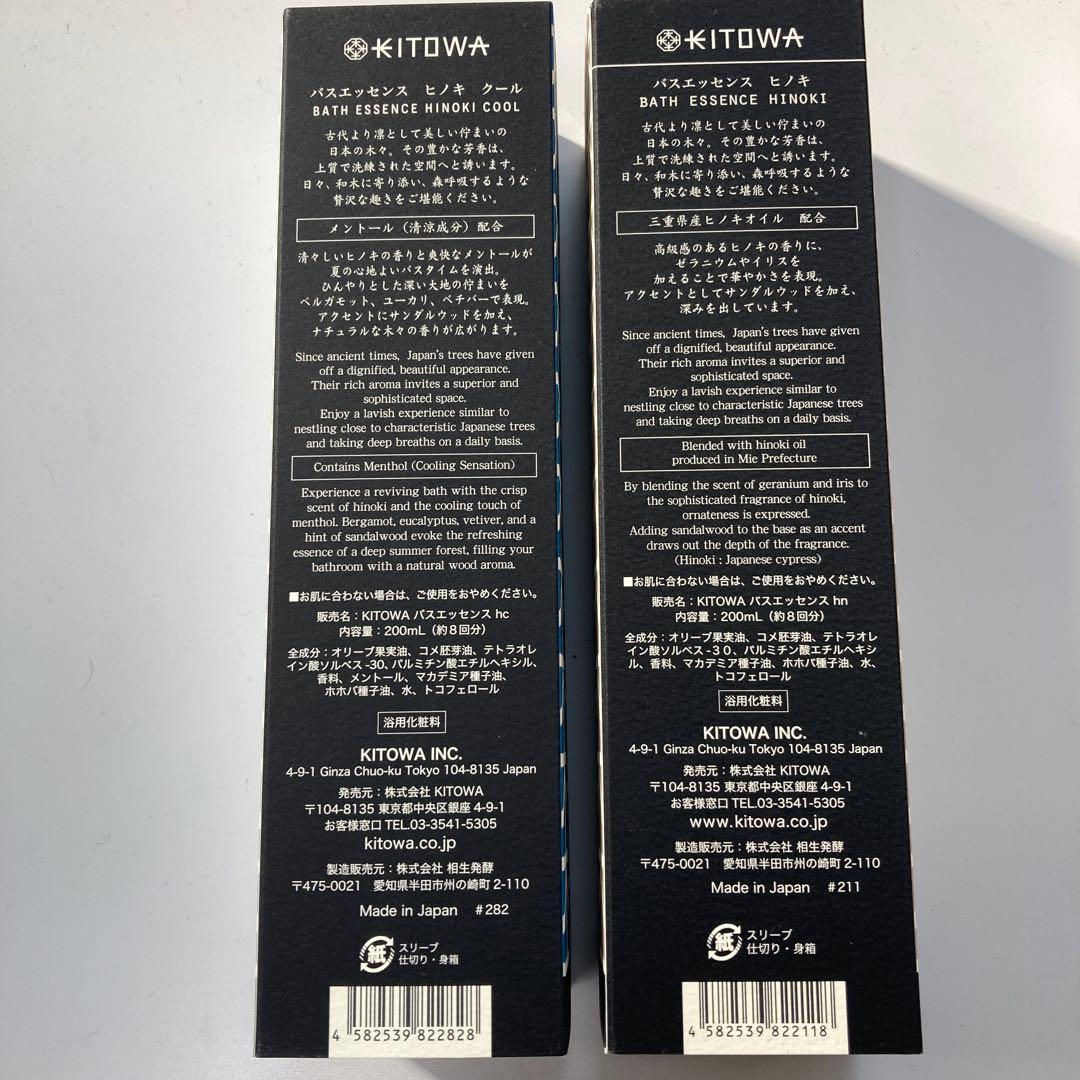 KITOWA
バスエッセンス ヒノキ クール
BATH ESSENCE HINOKI COOL
古代より凛として美しい佇まいの
日本の木々。その豊かな芳香は、
上質で洗練された空間へと誘います。
日々、和木に寄り添い、森呼吸するような
贅沢な趣きをご堪能ください。
メントール（清涼成分）配合
清々しいヒノキの香りと爽快なメントールが
夏の心地よいバスタイムを演出。
ひんやりとした深い大地の佇まいを
ベルガモット、ユーカリ、ベチバーで表現。
アクセントにサンダルウッドを加え、
ナチュラルな木々の香りが広がります。
Since ancient times, Japan's trees have given
off a dignified, beautiful appearance.
Their rich aroma invites a superior and
sophisticated space.
Enjoy a lavish experience similar to
nestling close to characteristic Japanese trees
and taking deep breaths on a daily basis.
Contains Menthol (Cooling Sensation)
Experience a reviving bath with the crisp
scent of hinoki and the cooling touch of
menthol. Bergamot, eucalyptus, vetiver, and a
hint of sandalwood evoke the refreshing
essence of a deep summer forest, filling your
bathroom with a natural wood aroma.
■お肌に合わない場合は、ご使用をおやめください。
販売名：KITOWA バスエッセンス hc
内容量：200mL（約８回分）
全成分：オリーブ果実油、コメ胚芽油、テトラオレ
イン酸ソルベス-30、パルミチン酸エチルヘキシル、
香料、メントール、マカデミア種子油、
ホホバ種子油、水、トコフェロール
浴用化粧料
KITOWA INC.
4-9-1 Ginza Chuo-ku Tokyo 104-8135 Japan
発売元：株式会社 KITOWA
〒104-8135 東京都中央区銀座 4-9-1
お客様窓口 TEL.03-3541-5305
kitowa.co.jp
製造販売元：株式会社 相生発酵
〒475-0021 愛知県半田市州の崎町 2-110
Made in Japan #282
紙
スリーブ
仕切り・身箱
4 582539 822828
KITOWA
バスエッセンス ヒノキ
BATH ESSENCE HINOKI
古代より凛として美しい佇まいの
日本の木々。その豊かな芳香は、
上質で洗練された空間へと誘います。
日々、和木に寄り添い、森呼吸するような
贅沢な趣きをご堪能ください。
三重県産ヒノキオイル 配合
高級感のあるヒノキの香りに、
ゼラニウムやイリスを
加えることで華やかさを表現。
アクセントとしてサンダルウッドを加え、
深みを出しています。
Since ancient times, Japan's trees have given
off a dignified, beautiful appearance.
Their rich aroma invites a superior and
sophisticated space.
Enjoy a lavish experience similar to
nestling close to characteristic Japanese trees
and taking deep breaths on a daily basis.
Blended with hinoki oil
produced in Mie Prefecture
By blending the scent of geranium and iris to
the sophisticated fragrance of hinoki,
ornateness is expressed.
Adding sandalwood to the base as an accent
draws out the depth of the fragrance.
(Hinoki : Japanese cypress)
■お肌に合わない場合は、ご使用をおやめください。
販売名：KITOWA バスエッセンス hn
内容量：200mL（約８回分）
全成分：オリーブ果実油、コメ胚芽油、テトラオレ
イン酸ソルベス-３０、パルミチン酸エチルヘキシ
ル、香料、マカデミア種子油、ホホバ種子油、水、
トコフェロール
浴用化粧料
KITOWA INC.
4-9-1 Ginza Chuo-ku Tokyo 104-8135 Japan
発売元：株式会社 KITOWA
〒104-8135 東京都中央区銀座 4-9-1
お客様窓口 TEL.03-3541-5305
www.kitowa.co.jp
製造販売元：株式会社 相生発酵
〒475-0021 愛知県半田市州の崎町 2-110
Made in Japan #211
紙
スリーブ
仕切り・身箱
4 582539 822118